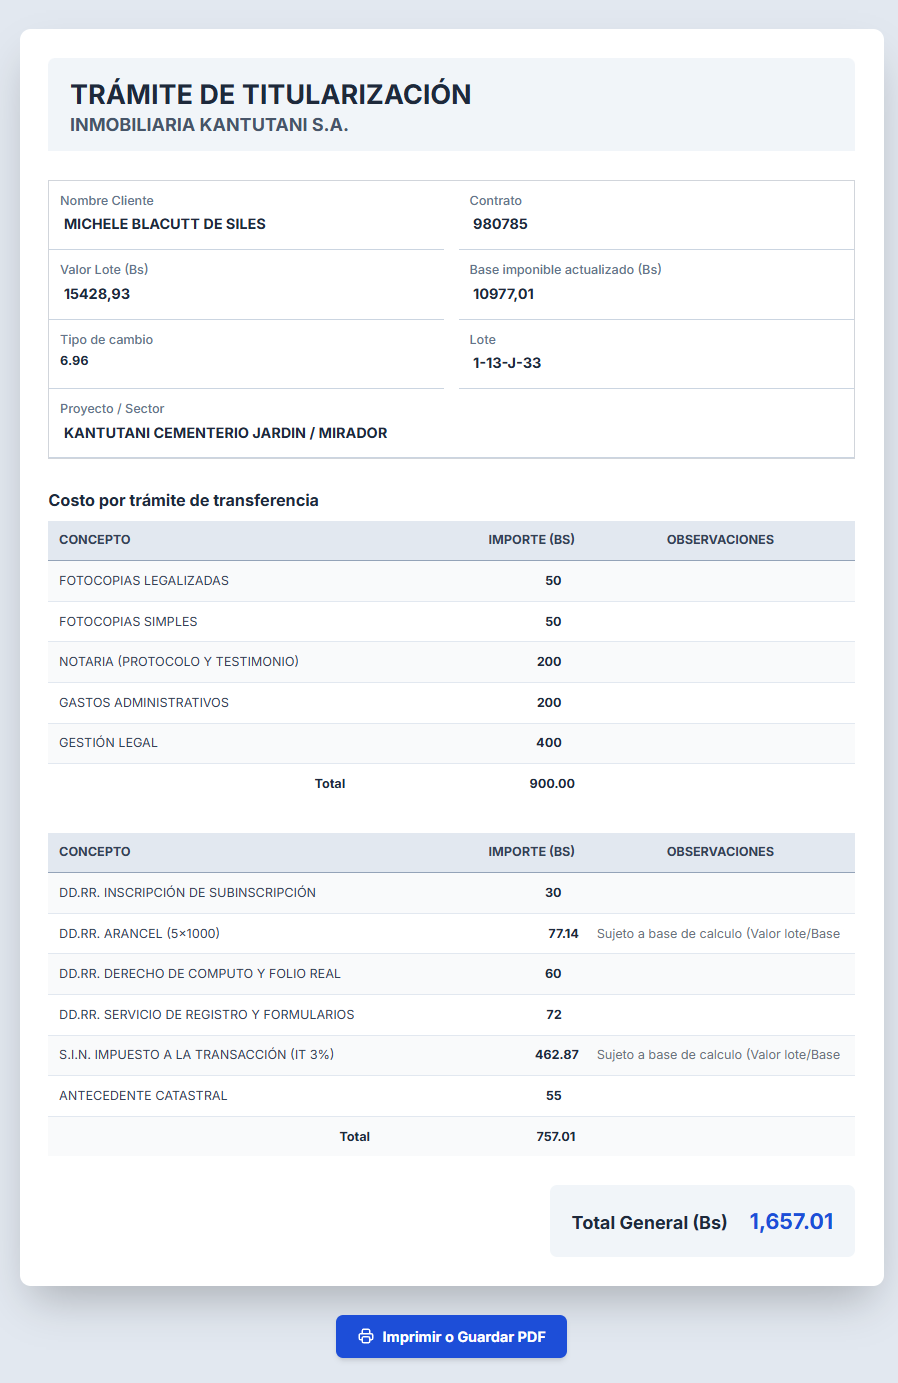 TRÁMITE DE TITULARIZACIÓN
INMOBILIARIA KANTUTANI S.A.
Nombre Cliente
MICHELE BLACUTT DE SILES
Contrato
980785
Valor Lote (Bs)
15428,93
Base imponible actualizado (Bs)
10977,01
Tipo de cambio
6.96
Lote
1-13-J-33
Proyecto / Sector
KANTUTANI CEMENTERIO JARDIN / MIRADOR
Costo por trámite de transferencia
CONCEPTO IMPORTE (BS) OBSERVACIONES
FOTOCOPIAS LEGALIZADAS 50
FOTOCOPIAS SIMPLES 50
NOTARIA (PROTOCOLO Y TESTIMONIO) 200
GASTOS ADMINISTRATIVOS 200
GESTIÓN LEGAL 400
Total 900.00
CONCEPTO IMPORTE (BS) OBSERVACIONES
DD.RR. INSCRIPCIÓN DE SUBINSCRIPCIÓN 30
DD.RR. ARANCEL (5×1000) 77.14 Sujeto a base de calculo (Valor lote/Base
DD.RR. DERECHO DE COMPUTO Y FOLIO REAL 60
DD.RR. SERVICIO DE REGISTRO Y FORMULARIOS 72
S.I.N. IMPUESTO A LA TRANSACCIÓN (IT 3%) 462.87 Sujeto a base de calculo (Valor lote/Base
ANTECEDENTE CATASTRAL 55
Total 757.01
Total General (Bs) 1,657.01
Imprimir o Guardar PDF